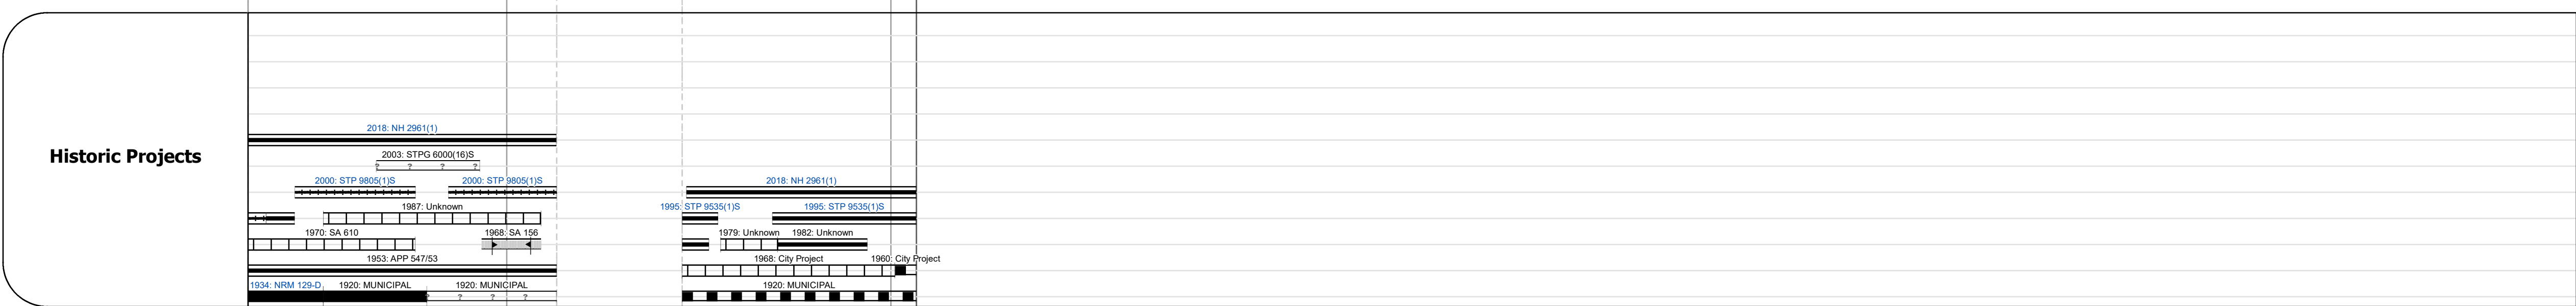 2018: NH 2961(1)
2003: STPG 6000(16)S
Historic Projects
? ? ? ?
2000: STP 9805(1)S 2000: STP 9805(1)S 2018: NH 2961(1)
1987: Unknown 1995: STP 9535(1)S 1995: STP 9535(1)S
1970: SA 610 1968: SA 156 1979: Unknown 1982: Unknown
1953: APP 547/53 1968: City Project 1960: City Project
1934: NRM 129-D 1920: MUNICIPAL 1920: MUNICIPAL 1920: MUNICIPAL
? ? ? ?